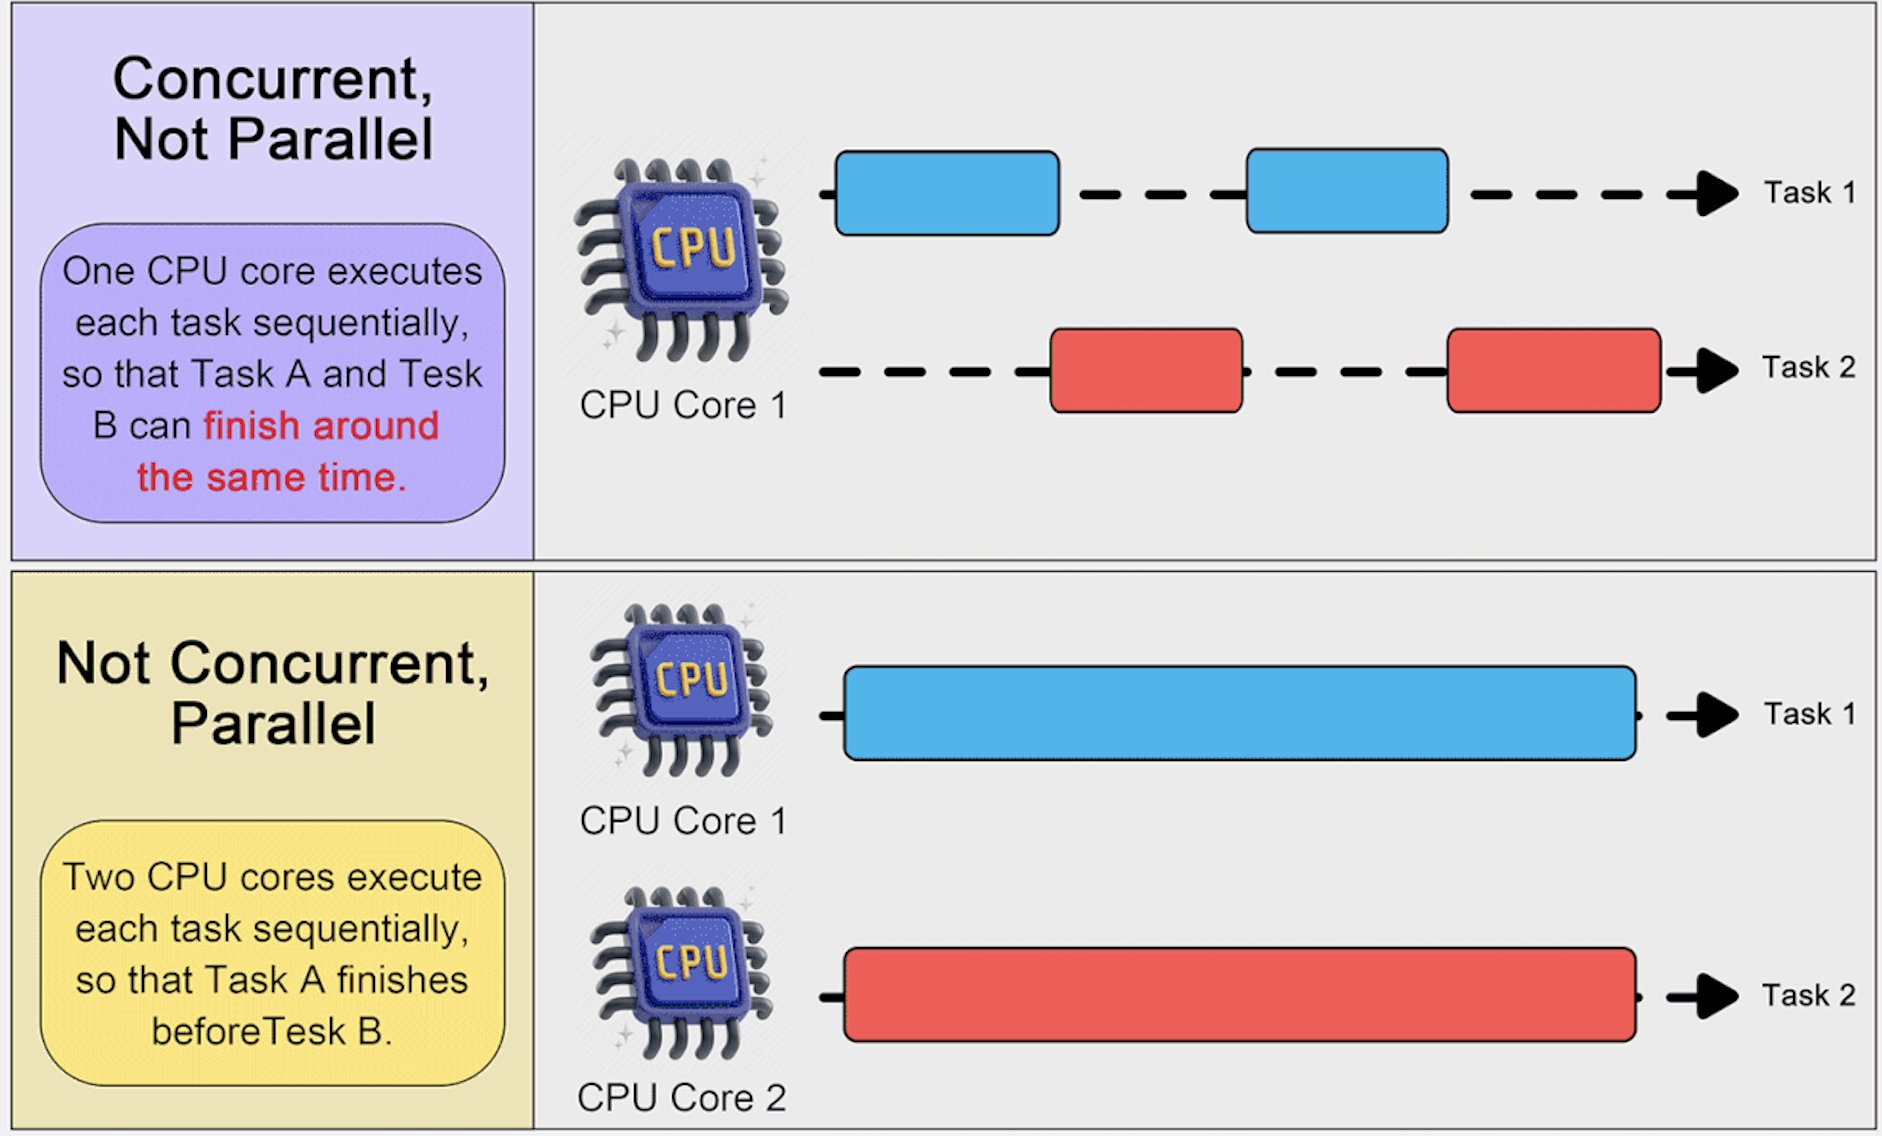 Concurrent,
Not Parallel
One CPU core executes
each task sequentially,
so that Task A and Tesk
B can finish around
the same time.
CPU
CPU Core 1
Task 1
Task 2
Not Concurrent,
Parallel
Two CPU cores execute
each task sequentially,
so that Task A finishes
beforeTesk B.
CPU
CPU Core 1
Task 1
CPU
CPU Core 2
Task 2